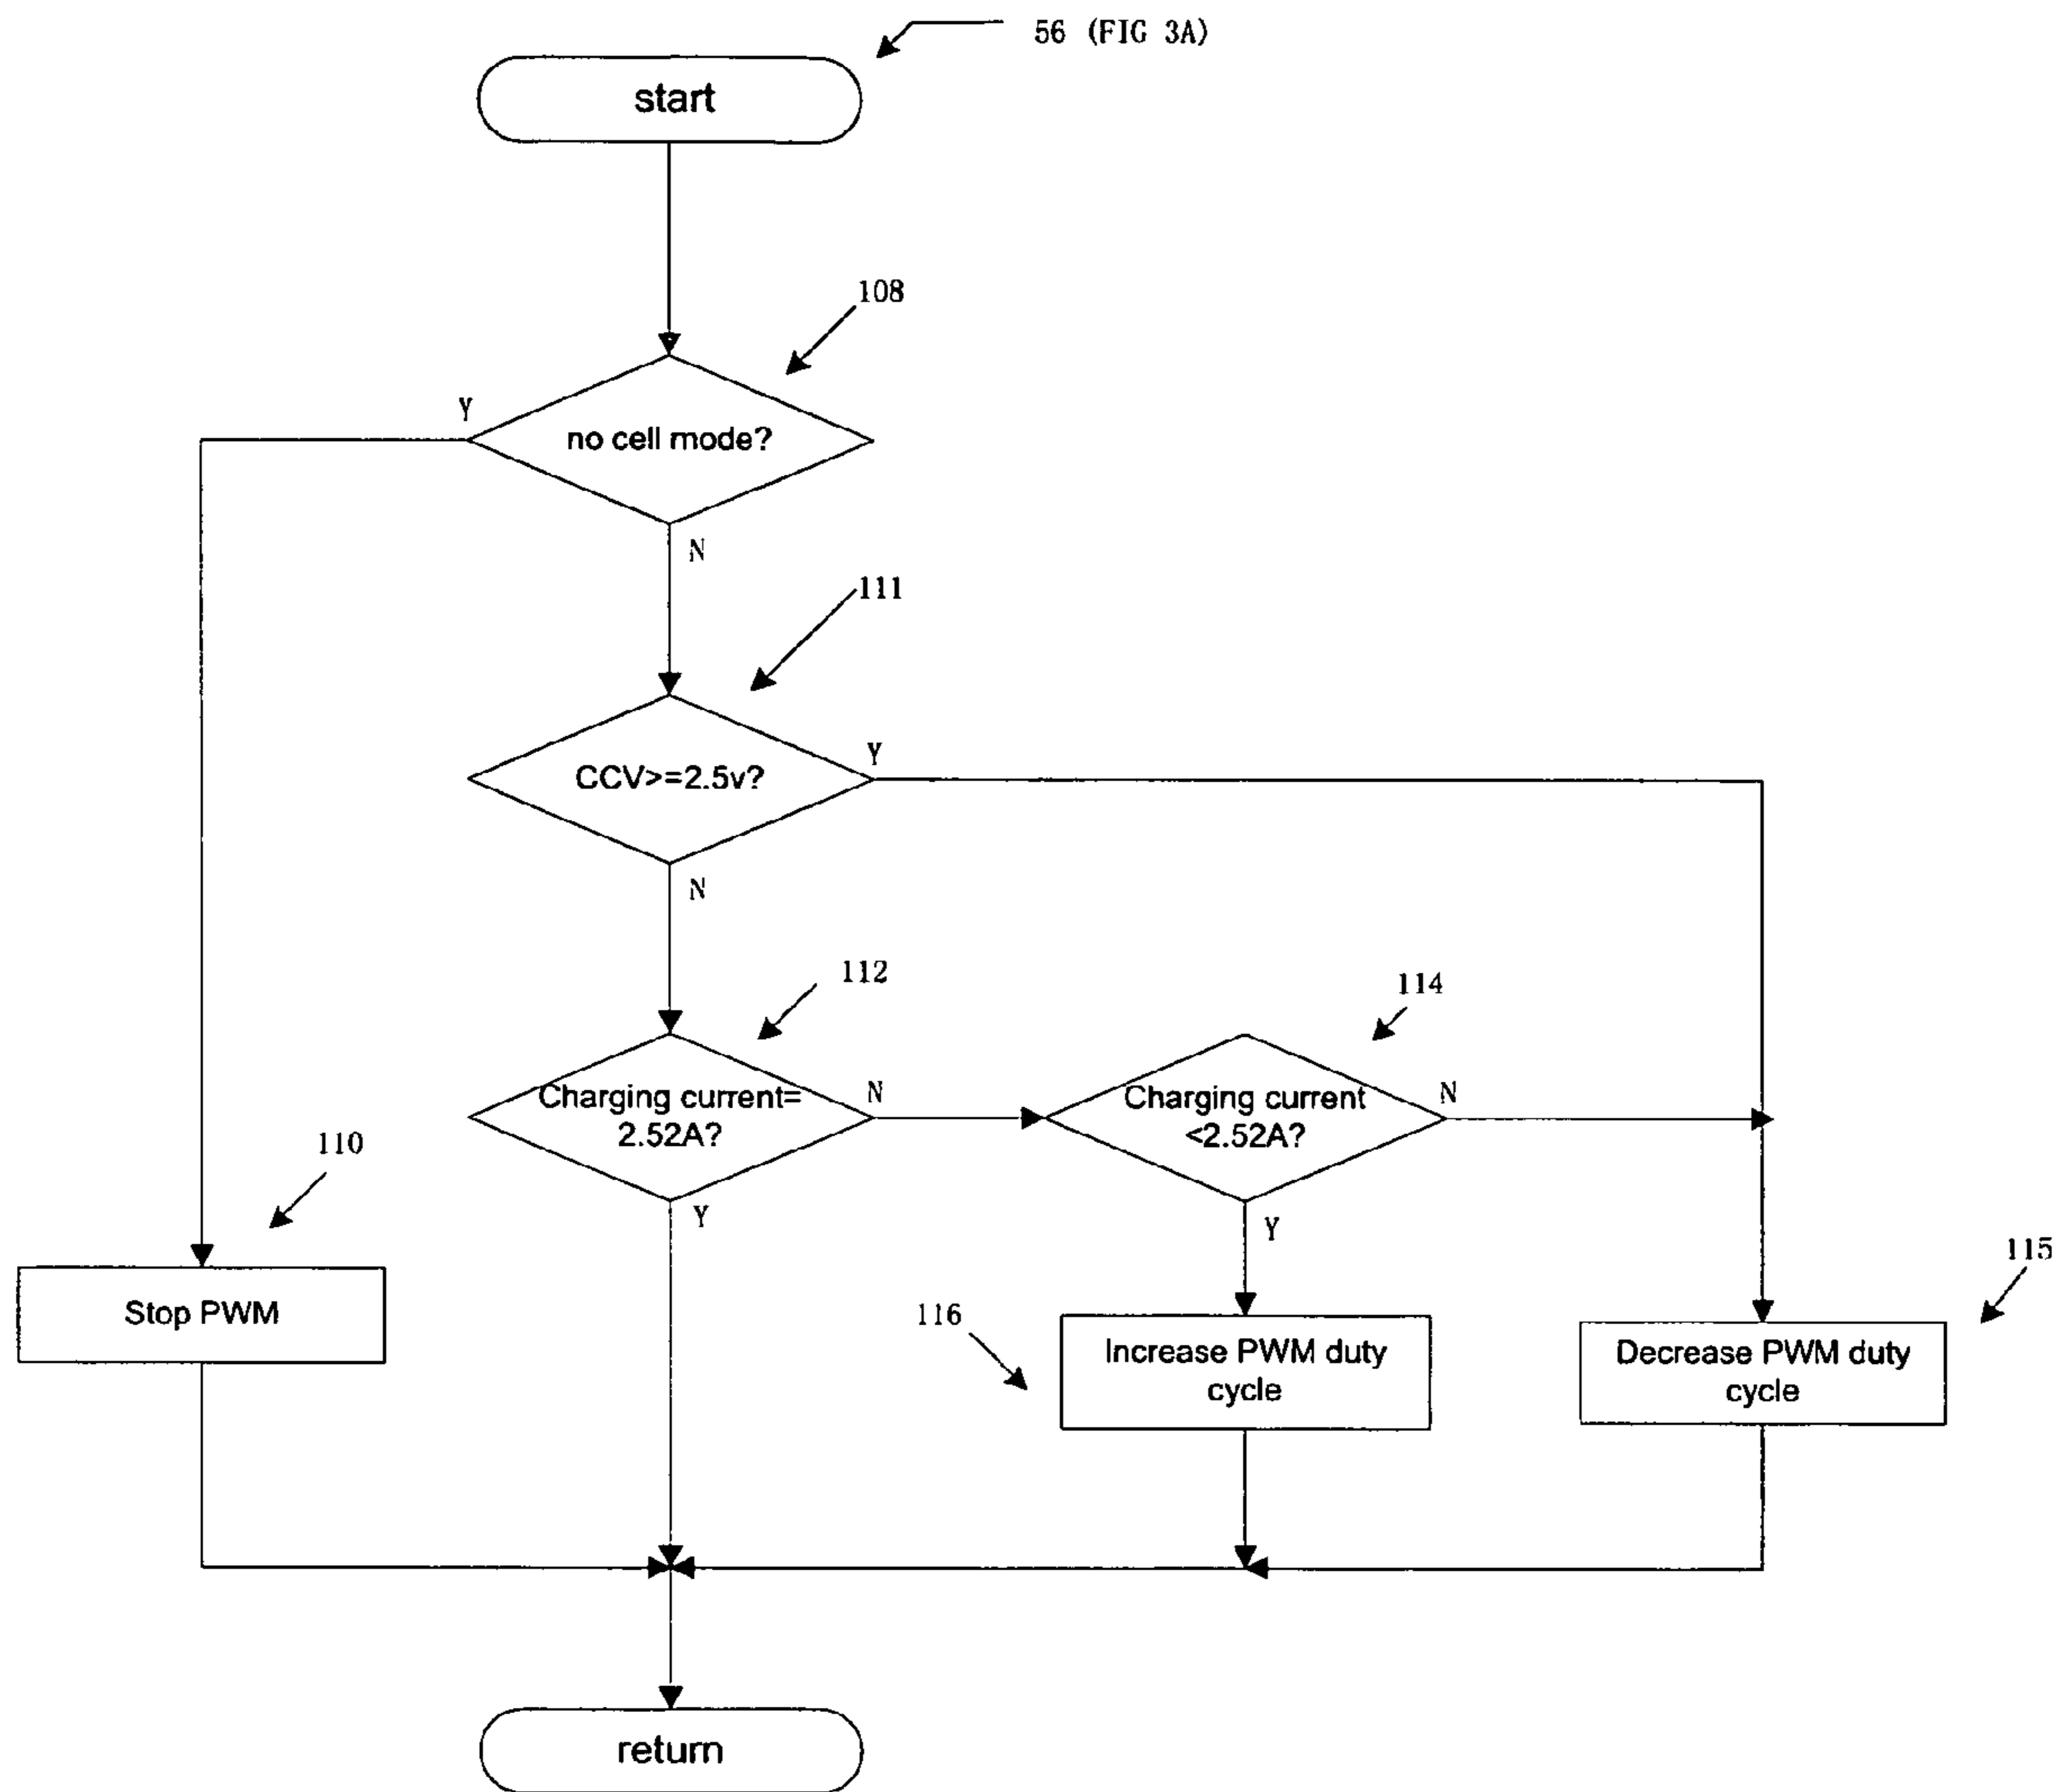 56 (FIG 3A)
start
108
Y
no cell mode?
N
111
Y
CCV>=2.5v?
N
112
114
Charging current=
2.52A?
N
Charging current
<2.52A?
N
110
Y
Y
115
Stop PWM
116
Increase PWM duty
cycle
Decrease PWM duty
cycle
return